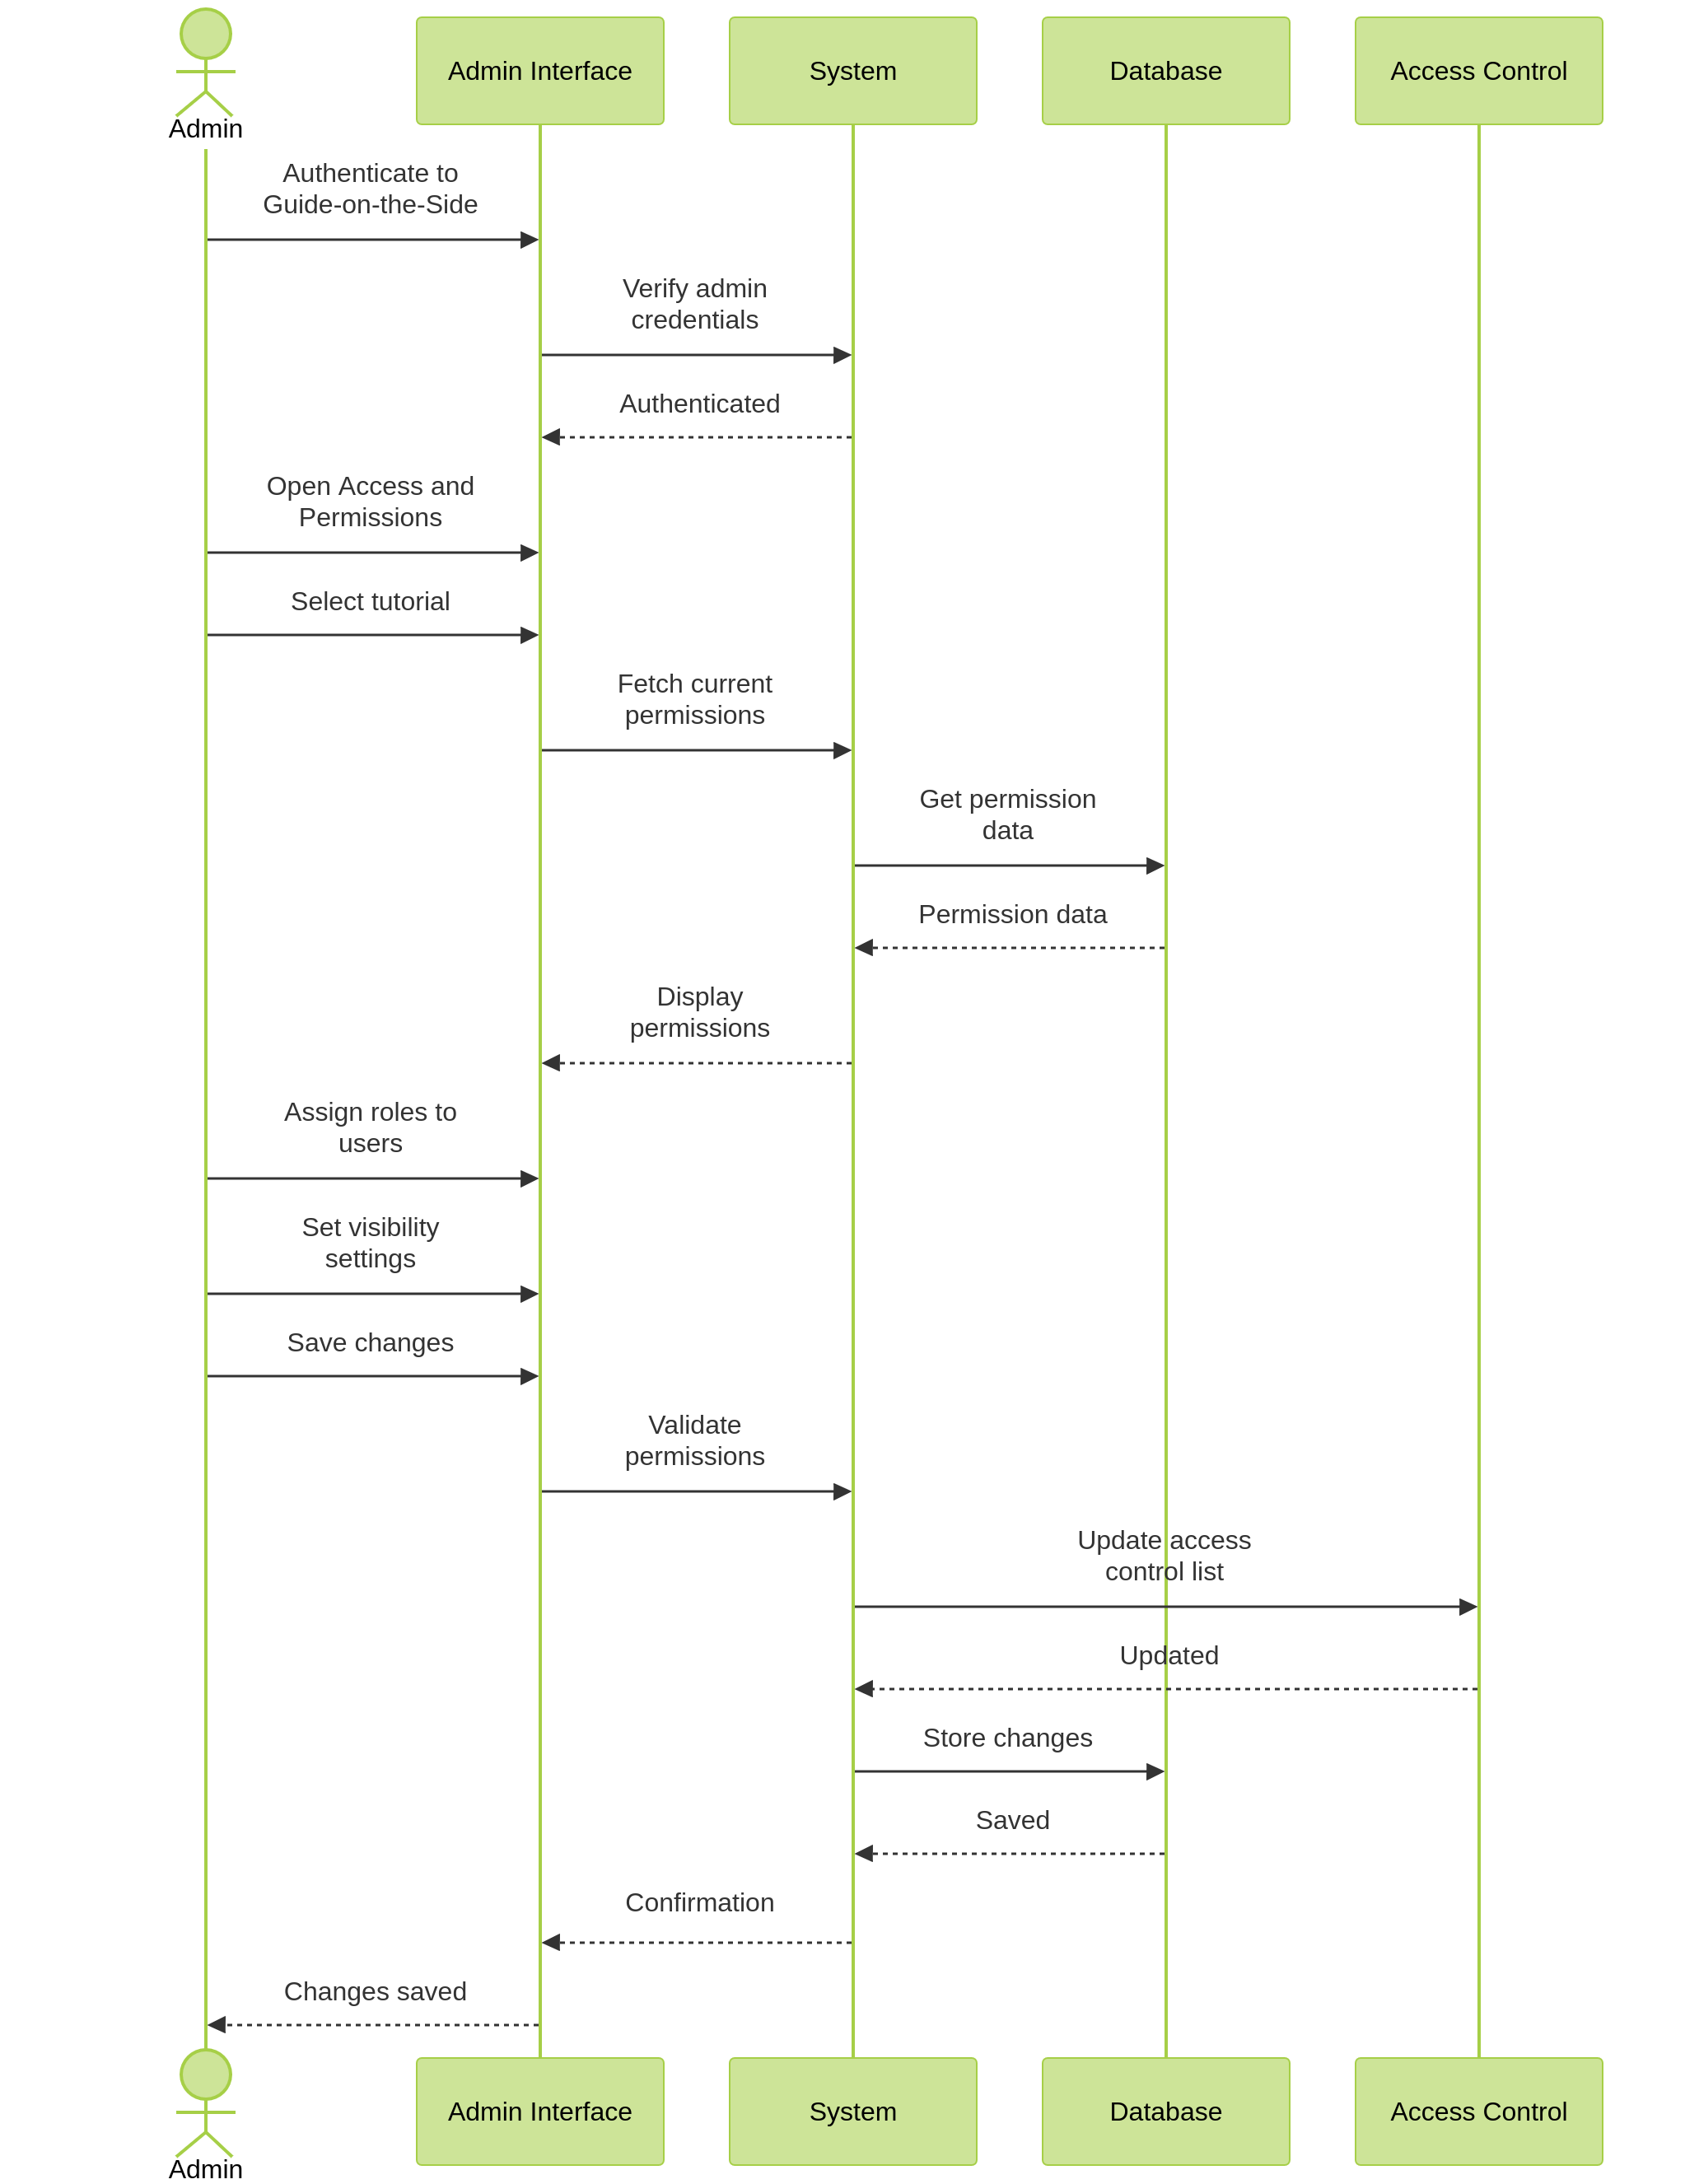 Admin
Admin Interface
System
Database
Access Control
Authenticate to
Guide-on-the-Side
Verify admin
credentials
Authenticated
Open Access and
Permissions
Select tutorial
Fetch current
permissions
Get permission
data
Permission data
Display
permissions
Assign roles to
users
Set visibility
settings
Save changes
Validate
permissions
Update access
control list
Updated
Store changes
Saved
Confirmation
Changes saved
Admin Interface
System
Database
Access Control
Admin